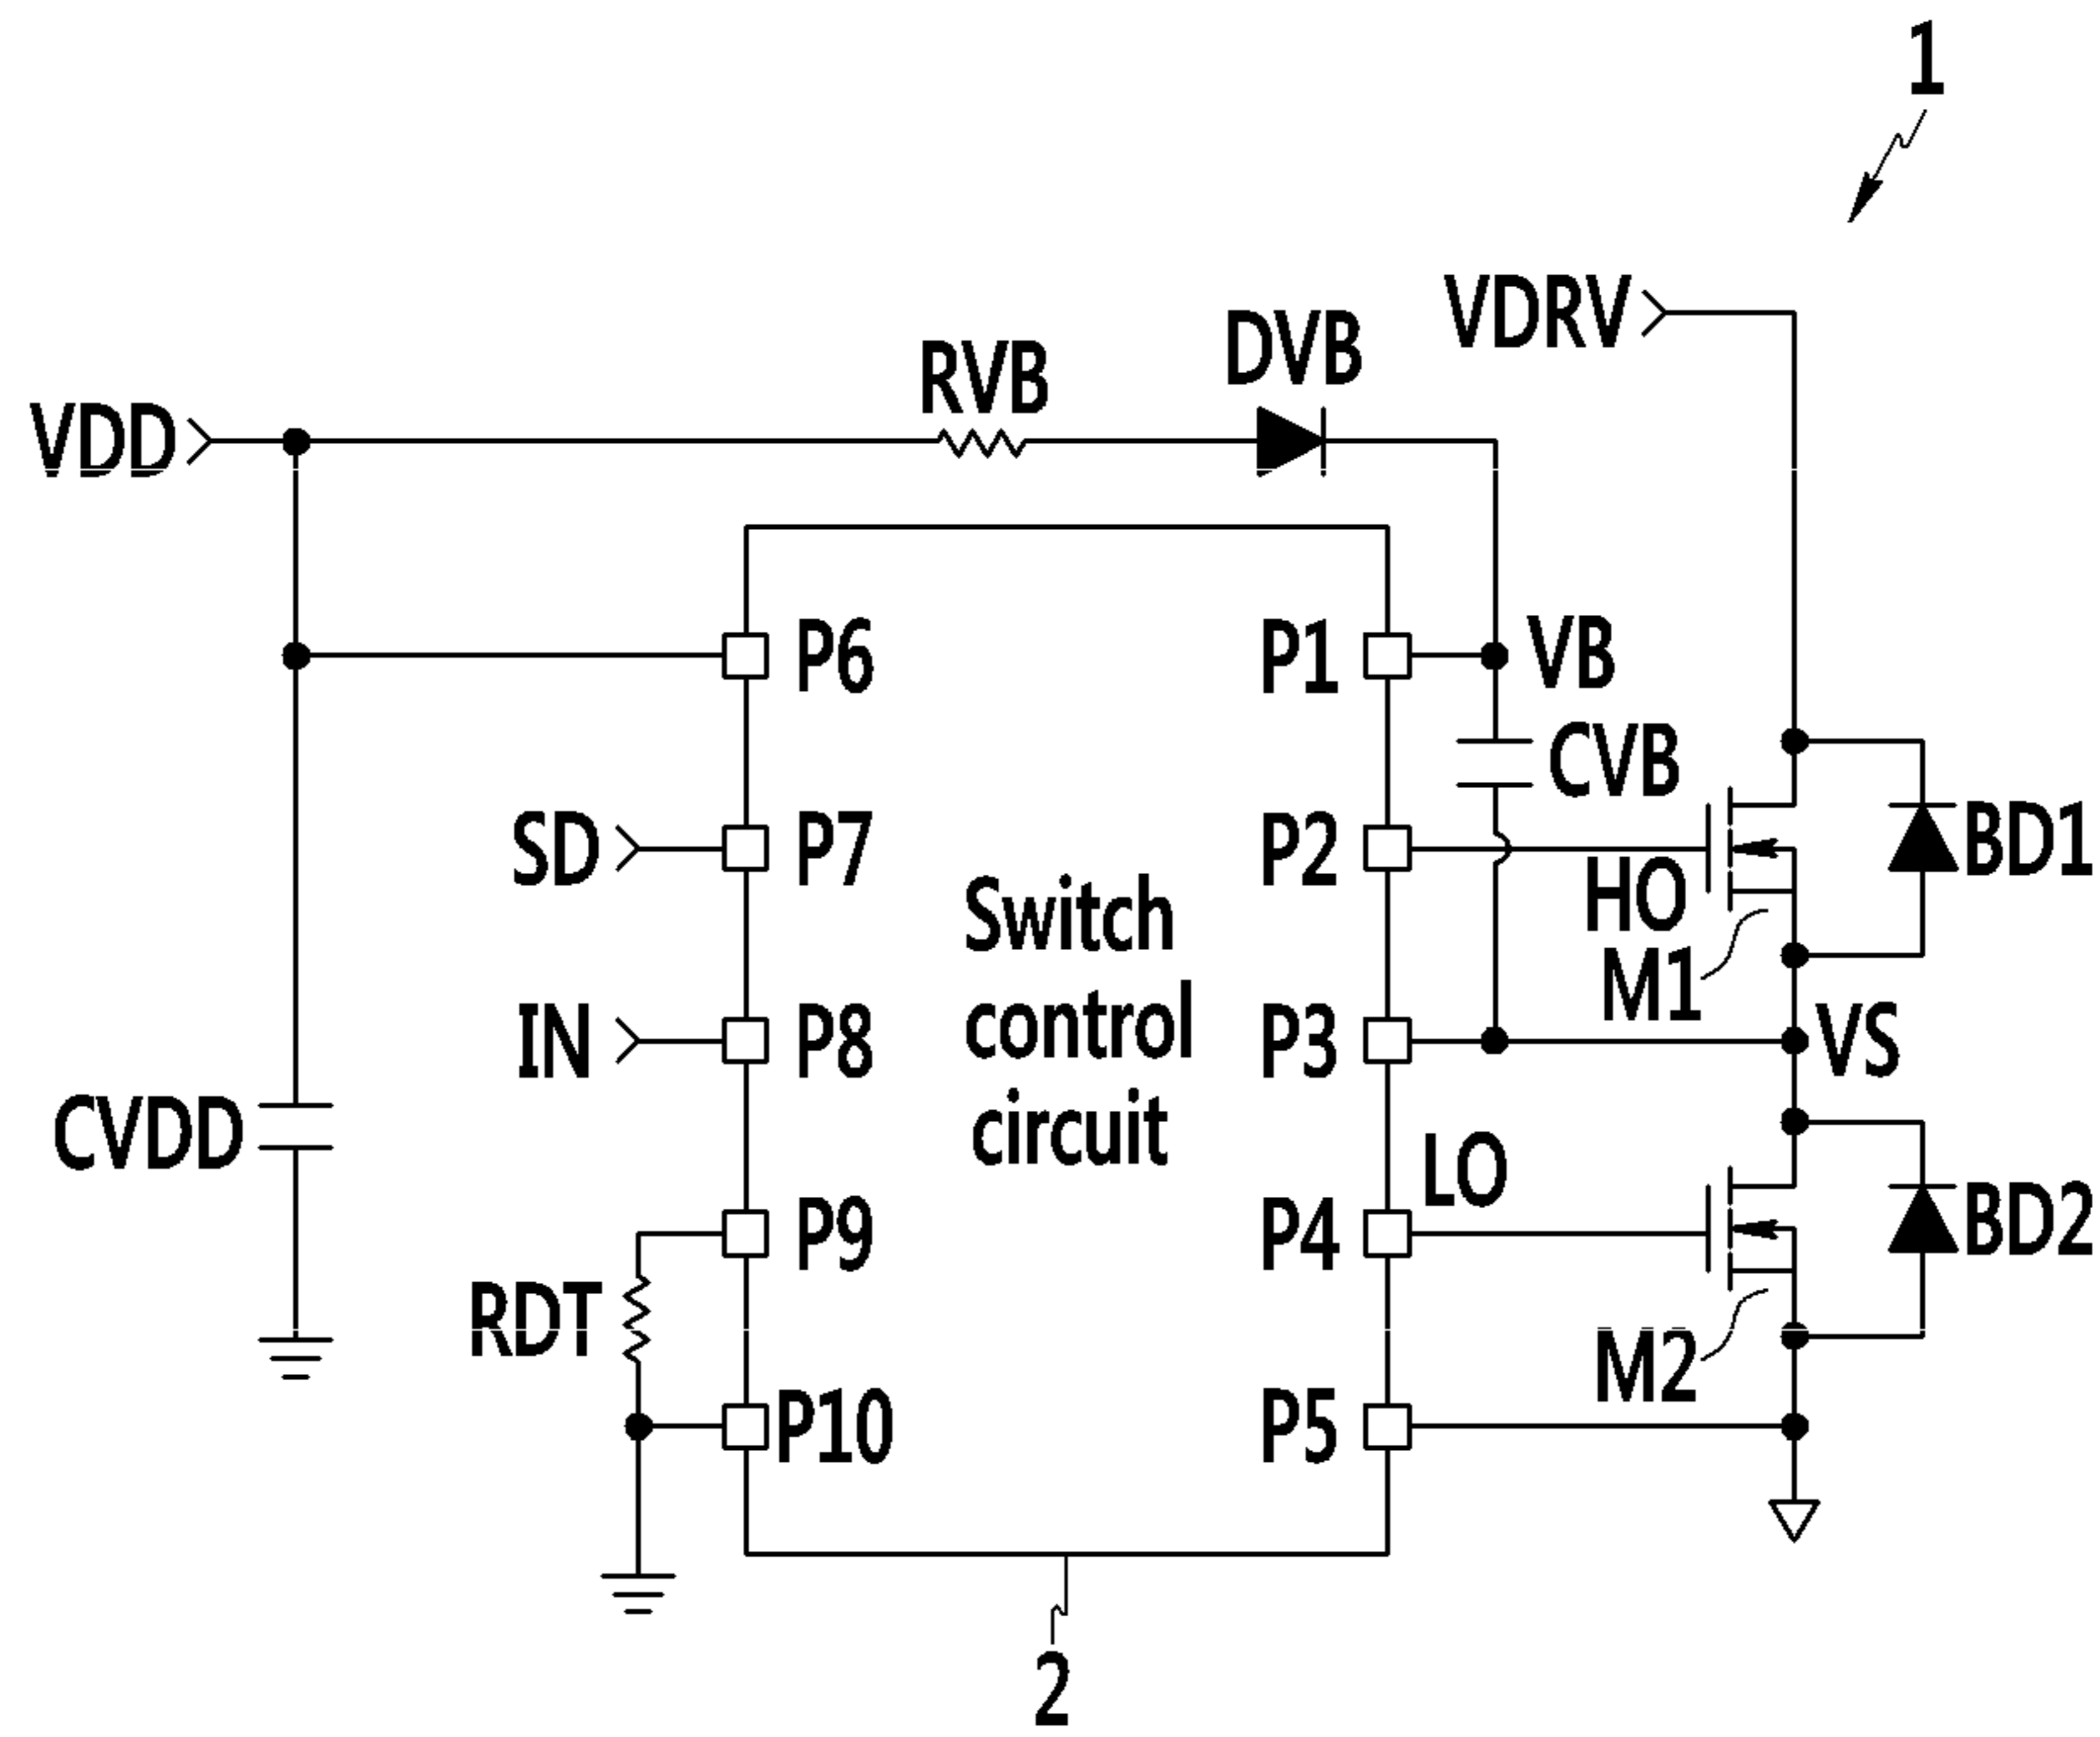 1
VDRV
DVB
RVB
VDD
P6
P1
VB
CVB
SD
P7
P2
BD1
HO
Switch
control
circuit
M1
IN
P8
P3
VS
CVDD
LO
P9
P4
BD2
RDT
M2
P10
P5
2